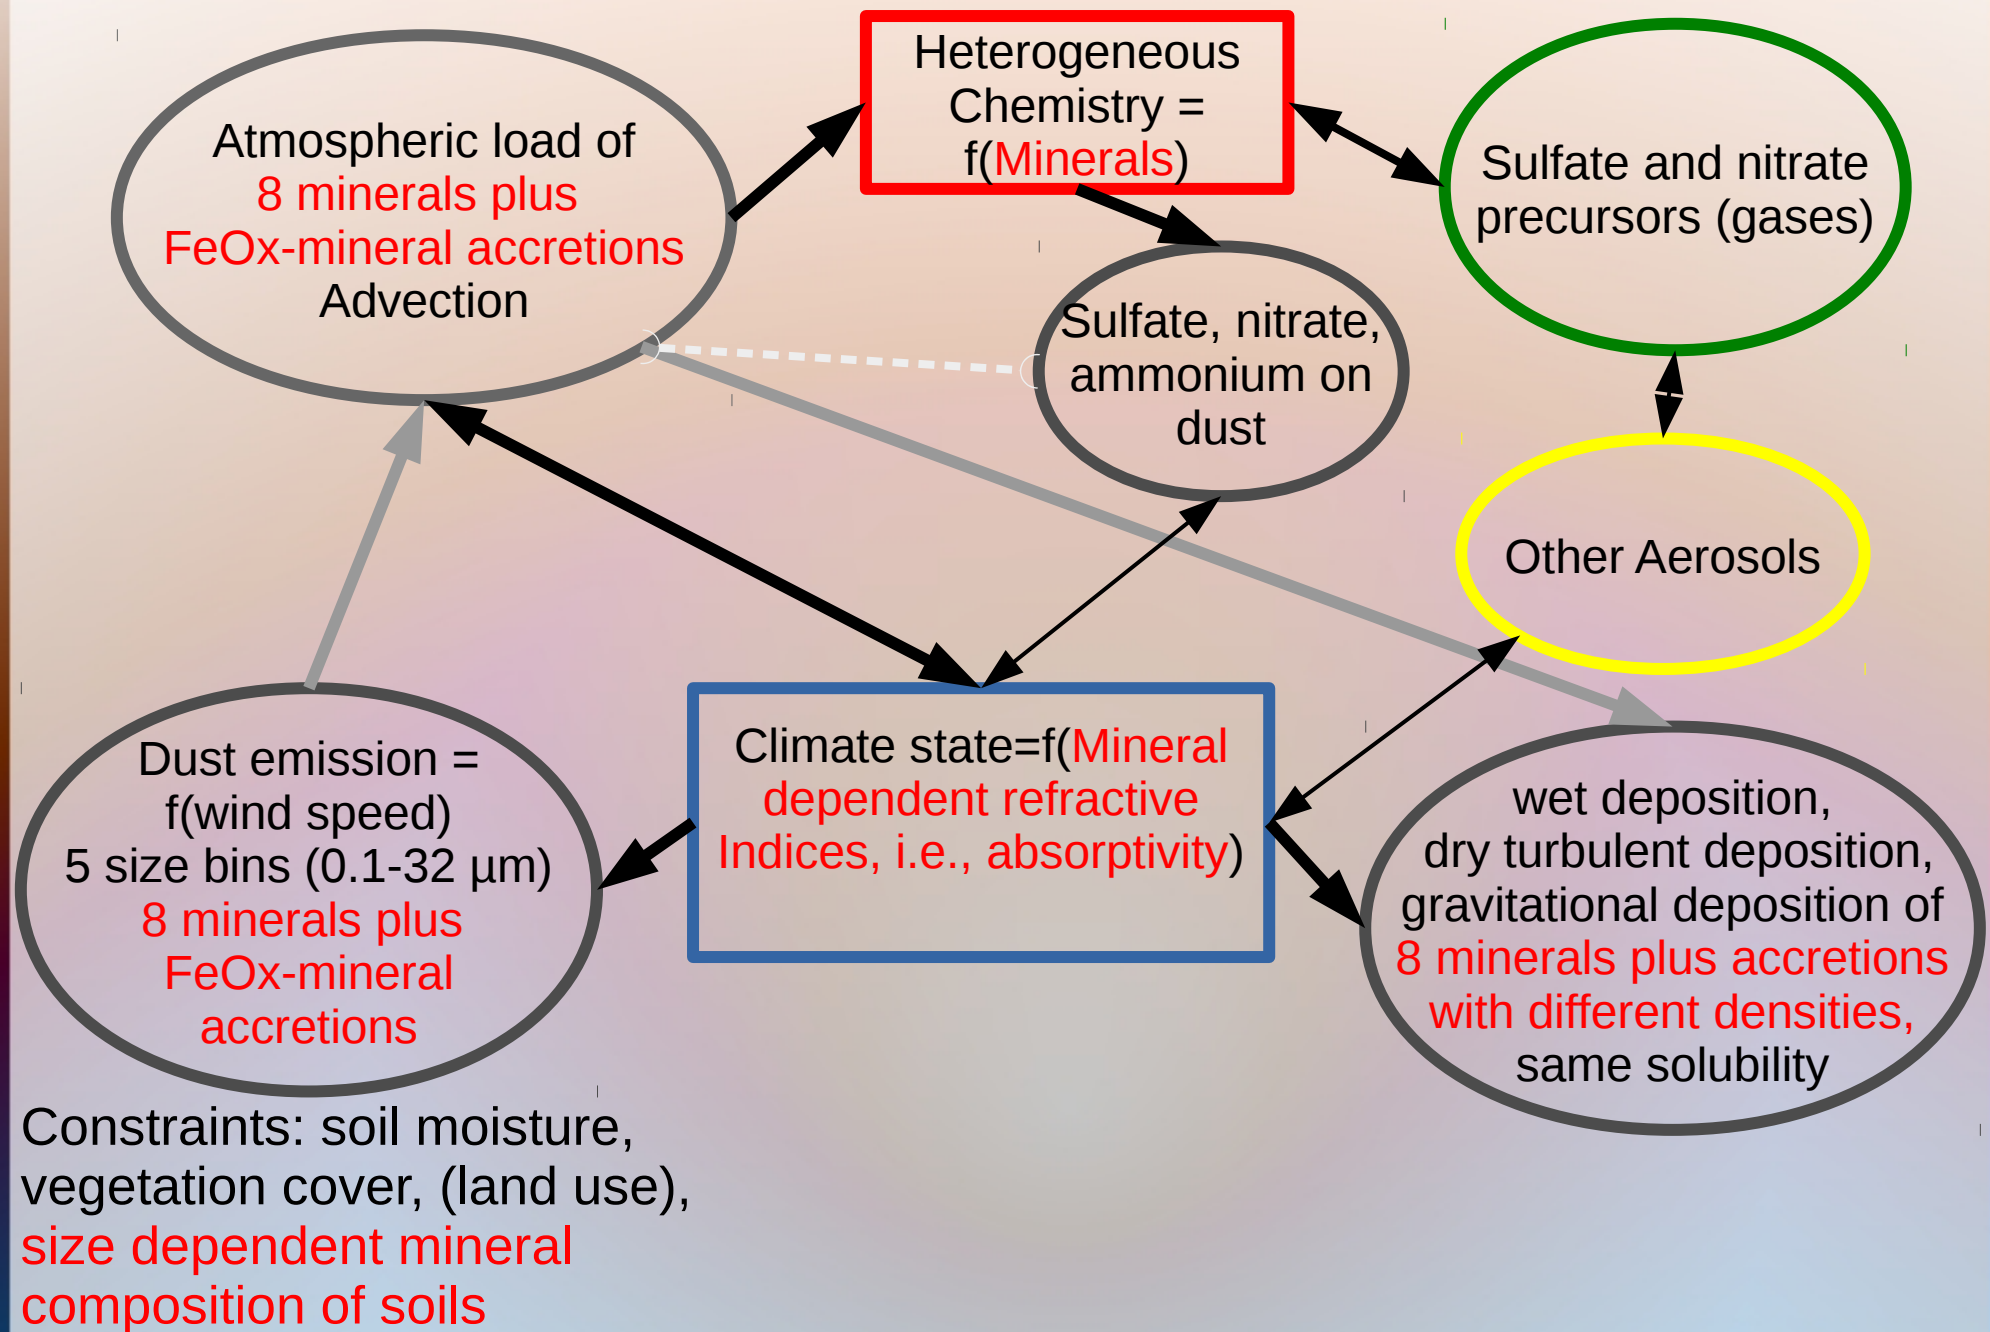 Atmospheric load of
8 minerals plus
FeOx-mineral accretions
Advection
Heterogeneous
Chemistry =
f(Minerals)
Sulfate and nitrate
precursors (gases)
Sulfate, nitrate,
ammonium on
dust
Other Aerosols
Dust emission =
f(wind speed)
5 size bins (0.1-32 µm)
8 minerals plus
FeOx-mineral
accretions
Climate state=f(Mineral
dependent refractive
Indices, i.e., absorptivity)
wet deposition,
dry turbulent deposition,
gravitational deposition of
8 minerals plus accretions
with different densities,
same solubility
Constraints: soil moisture,
vegetation cover, (land use),
size dependent mineral
composition of soils